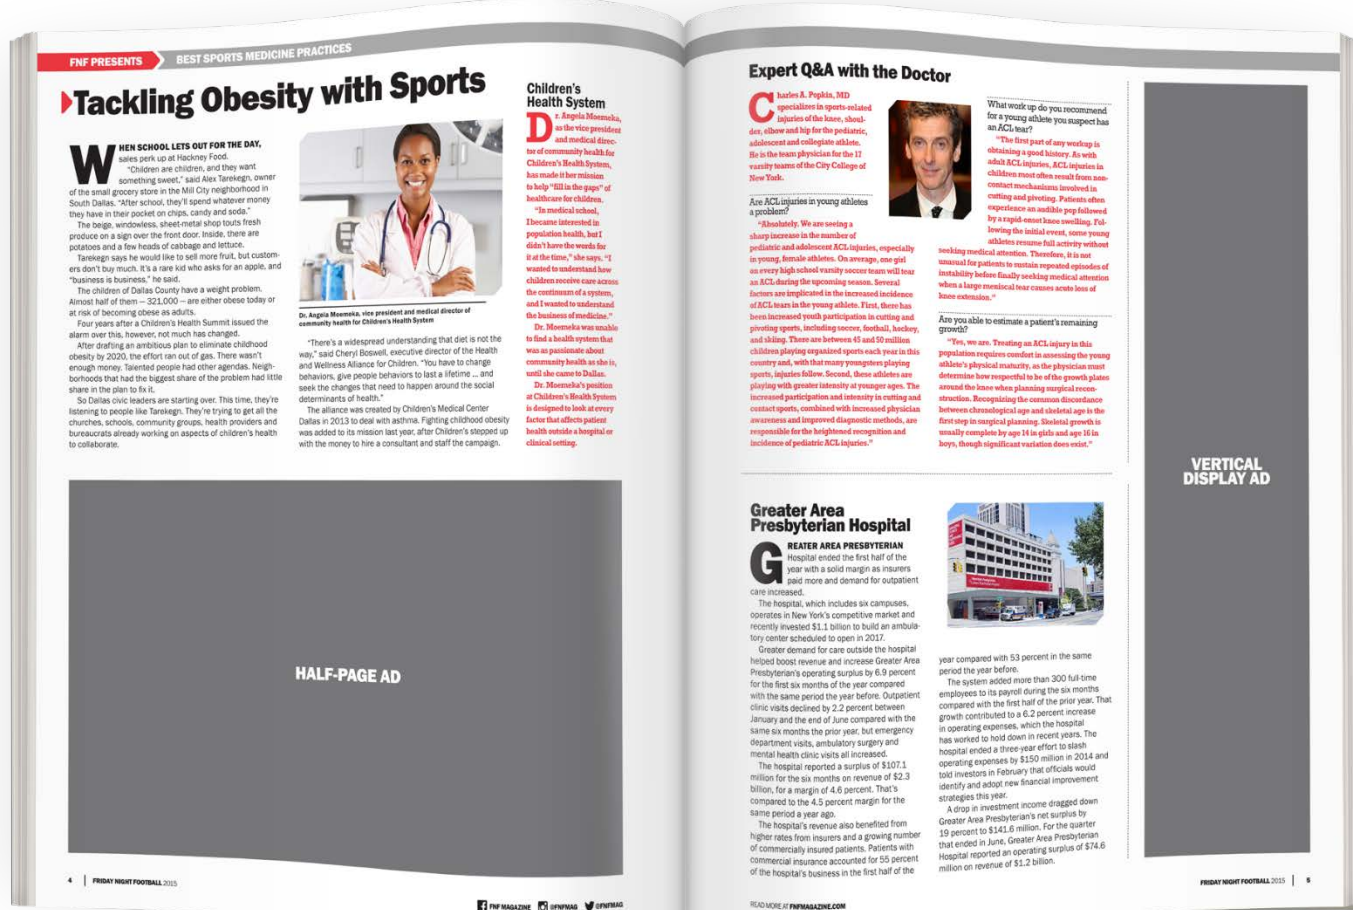 FNF PRESENTS
BEST SPORTS MEDICINE PRACTICES
Tackling Obesity with Sports
WHEN SCHOOL LETS OUT FOR THE DAY,
sales perk up at Hackney Food.
“Children are children, and they want
something sweet,” said Alex Tarekegn, owner
of the small grocery store in the Mill City neighborhood in
South Dallas. “After school, they’ll spend whatever money
they have in their pocket on chips, candy and soda.”
The beige, windowless, sheet-metal shop touts fresh
produce on a sign over the front door. Inside, there are
potatoes and a few heads of cabbage and lettuce.
Tarekegn says he would like to sell more fruit, but custom-
ers don’t buy much. It’s a rare kid who asks for an apple, and
“business is business,” he said.
The children of Dallas County have a weight problem.
Almost half of them — 321,000 — are either obese today or
at risk of becoming obese as adults.
Four years after a Children’s Health Summit issued the
alarm over this, however, not much has changed.
After drafting an ambitious plan to eliminate childhood
obesity by 2020, the effort ran out of gas. There wasn’t
enough money. Talented people had other agendas. Neigh-
borhoods that had the biggest share of the problem had little
share in the plan to fix it.
So Dallas civic leaders are starting over. This time, they’re
listening to people like Tarekegn. They’re trying to get all the
churches, schools, community groups, health providers and
bureaucrats already working on aspects of children’s health
to collaborate.
Dr. Angela Moemeka, vice president and medical director of
community health for Children’s Health System
“There’s a widespread understanding that diet is not the
way,” said Cheryl Boswell, executive director of the Health
and Wellness Alliance for Children. “You have to change
behaviors, give people behaviors to last a lifetime ... and
seek the changes that need to happen around the social
determinants of health.”
The alliance was created by Children’s Medical Center
Dallas in 2013 to deal with asthma. Fighting childhood obesity
was added to its mission last year, after Children’s stepped up
with the money to hire a consultant and staff the campaign.
Children’s
Health System
Dr. Angela Moemeka,
as the vice president
and medical direc-
tor of community health for
Children’s Health System,
has made it her mission
to help “fill in the gaps” of
healthcare for children.
“In medical school,
I became interested in
population health, but I
didn’t have the words for
it at the time,” she says. “I
wanted to understand how
children receive care across
the continuum of a system,
and I wanted to understand
the business of medicine.”
Dr. Moemeka was unable
to find a health system that
was as passionate about
community health as she is,
until she came to Dallas.
Dr. Moemeka’s position
at Children’s Health System
is designed to look at every
factor that affects patient
health outside a hospital or
clinical setting.
HALF-PAGE AD
4 | FRIDAY NIGHT FOOTBALL 2015
FNF MAGAZINE @FNFMAG @FNFMAG
Expert Q&A with the Doctor
Charles A. Popkin, MD
specializes in sports-related
injuries of the knee, shoul-
der, elbow and hip for the pediatric,
adolescent and collegiate athlete.
He is the team physician for the 17
varsity teams of the City College of
New York.
Are ACL injuries in young athletes
a problem?
“Absolutely. We are seeing a
sharp increase in the number of
pediatric and adolescent ACL injuries, especially
in young, female athletes. On average, one girl
on every high school varsity soccer team will tear
an ACL during the upcoming season. Several
factors are implicated in the increased incidence
of ACL tears in the young athlete. First, there has
been increased youth participation in cutting and
pivoting sports, including soccer, football, hockey,
and skiing. There are between 45 and 50 million
children playing organized sports each year in this
country and, with that many youngsters playing
sports, injuries follow. Second, these athletes are
playing with greater intensity at younger ages. The
increased participation and intensity in cutting and
contact sports, combined with increased physician
awareness and improved diagnostic methods, are
responsible for the heightened recognition and
incidence of pediatric ACL injuries.”
What work up do you recommend
for a young athlete you suspect has
an ACL tear?
“The first part of any workup is
obtaining a good history. As with
adult ACL injuries, ACL injuries in
children most often result from non-
contact mechanisms involved in
cutting and pivoting. Patients often
experience an audible pop followed
by a rapid-onset knee swelling. Fol-
lowing the initial event, some young
athletes resume full activity without
seeking medical attention. Therefore, it is not
unusual for patients to sustain repeated episodes of
instability before finally seeking medical attention
when a large meniscal tear causes acute loss of
knee extension.”
Are you able to estimate a patient’s remaining
growth?
“Yes, we are. Treating an ACL injury in this
population requires comfort in assessing the young
athlete’s physical maturity, as the physician must
determine how respectful to be of the growth plates
around the knee when planning surgical recon-
struction. Recognizing the common discordance
between chronological age and skeletal age is the
first step in surgical planning. Skeletal growth is
usually complete by age 14 in girls and age 16 in
boys, though significant variation does exist.”
Greater Area
Presbyterian Hospital
GREATER AREA PRESBYTERIAN
Hospital ended the first half of the
year with a solid margin as insurers
paid more and demand for outpatient
care increased.
The hospital, which includes six campuses,
operates in New York’s competitive market and
recently invested $1.1 billion to build an ambula-
tory center scheduled to open in 2017.
Greater demand for care outside the hospital
helped boost revenue and increase Greater Area
Presbyterian’s operating surplus by 6.9 percent
for the first six months of the year compared
with the same period the year before. Outpatient
clinic visits declined by 2.2 percent between
January and the end of June compared with the
same six months the prior year, but emergency
department visits, ambulatory surgery and
mental health clinic visits all increased.
The hospital reported a surplus of $107.1
million for the six months on revenue of $2.3
billion, for a margin of 4.6 percent. That’s
compared to the 4.5 percent margin for the
same period a year ago.
The hospital’s revenue also benefited from
higher rates from insurers and a growing number
of commercially insured patients. Patients with
commercial insurance accounted for 55 percent
of the hospital’s business in the first half of the
year compared with 53 percent in the same
period the year before.
The system added more than 300 full-time
employees to its payroll during the six months
compared with the first half of the prior year. That
growth contributed to a 6.2 percent increase
in operating expenses, which the hospital
has worked to hold down in recent years. The
hospital ended a three-year effort to slash
operating expenses by $150 million in 2014 and
told investors in February that officials would
identify and adopt new financial improvement
strategies this year.
A drop in investment income dragged down
Greater Area Presbyterian’s net surplus by
19 percent to $141.6 million. For the quarter
that ended in June, Greater Area Presbyterian
Hospital reported an operating surplus of $74.6
million on revenue of $1.2 billion.
VERTICAL
DISPLAY AD
READ MORE AT FNFMAGAZINE.COM
FRIDAY NIGHT FOOTBALL 2015 | 5